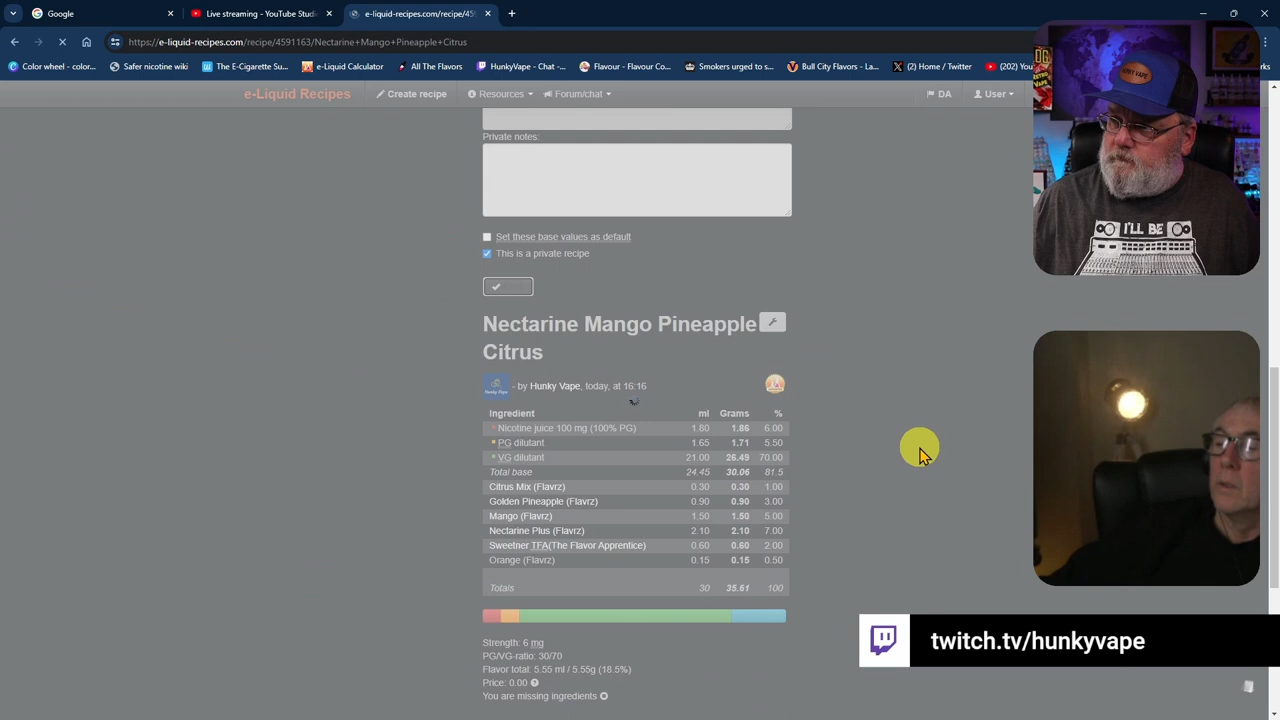 Google
Live streaming - YouTube Studi
e-liquid-recipes.com/recipe/459
https://e-liquid-recipes.com/recipe/4591163/Nectarine+Mango+Pineapple+Citrus
Color wheel - color...
Safer nicotine wiki
The E-Cigarette Su...
e-Liquid Calculator
All The Flavors
HunkyVape - Chat -...
Flavour – Flavour Co...
Smokers urged to s...
Bull City Flavors - La...
(2) Home / Twitter
(202) You
e-Liquid Recipes
Create recipe
Resources
Forum/chat
DA
User
Private notes:
Set these base values as default
This is a private recipe
Nectarine Mango Pineapple
Citrus
- by Hunky Vape, today, at 16:16
Ingredient ml Grams %
Nicotine juice 100 mg (100% PG) 1.80 1.86 6.00
PG dilutant 1.65 1.71 5.50
VG dilutant 21.00 26.49 70.00
Total base 24.45 30.06 81.5
Citrus Mix (Flavrz) 0.30 0.30 1.00
Golden Pineapple (Flavrz) 0.90 0.90 3.00
Mango (Flavrz) 1.50 1.50 5.00
Nectarine Plus (Flavrz) 2.10 2.10 7.00
Sweetner TFA(The Flavor Apprentice) 0.60 0.60 2.00
Orange (Flavrz) 0.15 0.15 0.50
Totals 30 35.61 100
Strength: 6 mg
PG/VG-ratio: 30/70
Flavor total: 5.55 ml / 5.55g (18.5%)
Price: 0.00
You are missing ingredients
HUNKY VAPE
I'LL BE
twitch.tv/hunkyvape